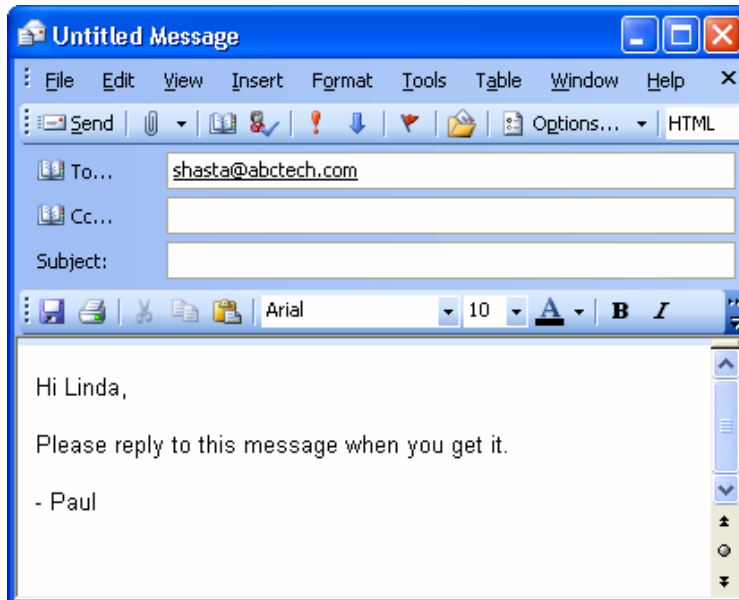 Untitled Message
File Edit View Insert Format Tools Table Window Help
Send Options... HTML
To... shasta@abctech.com
Cc...
Subject:
Arial 10 A B I
Hi Linda,
Please reply to this message when you get it.
- Paul